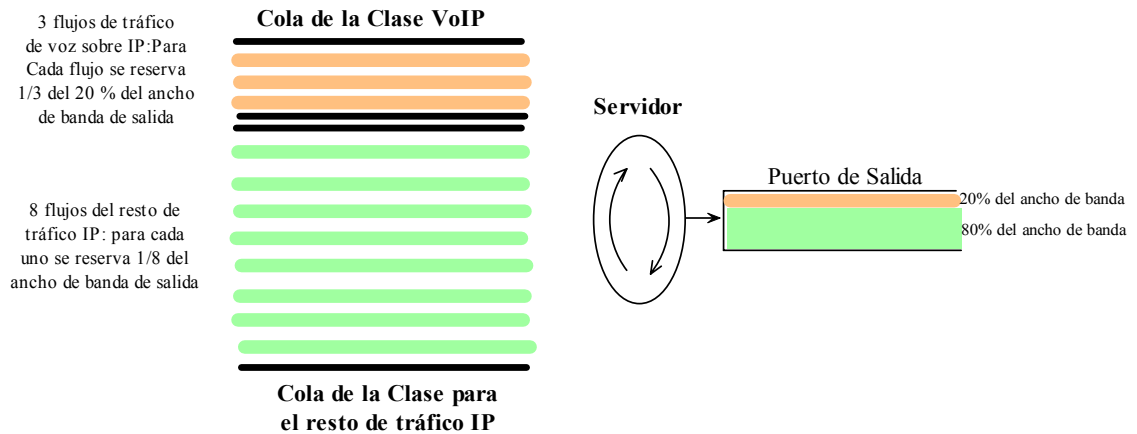 3 flujos de tráfico
de voz sobre IP:Para
Cada flujo se reserva
1/3 del 20 % del ancho
de banda de salida
Cola de la Clase VoIP
Servidor
Puerto de Salida
20% del ancho de banda
80% del ancho de banda
8 flujos del resto de
tráfico IP: para cada
uno se reserva 1/8 del
ancho de banda de salida
Cola de la Clase para
el resto de tráfico IP